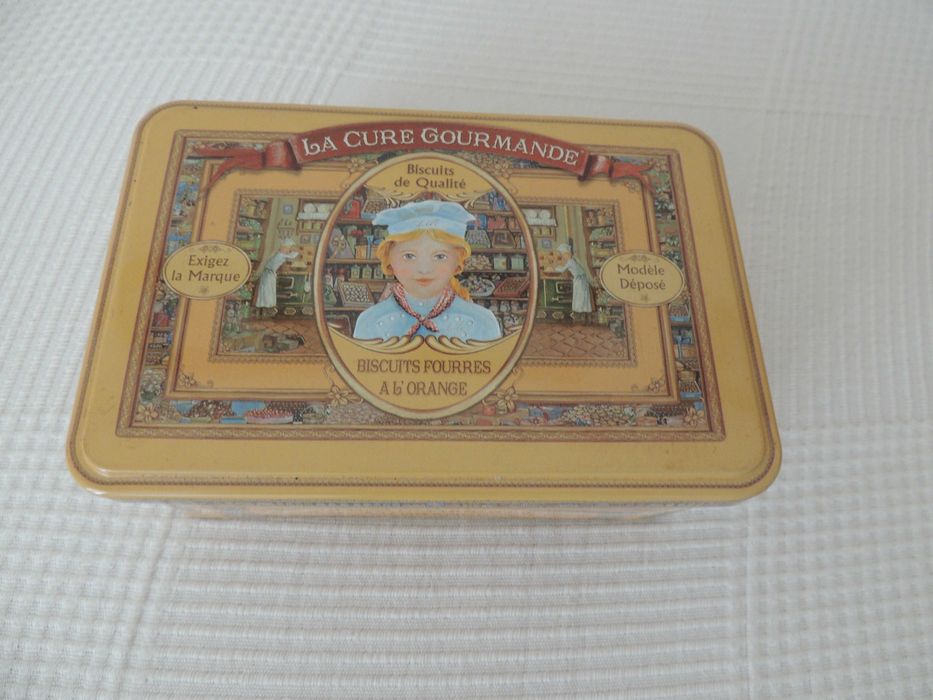 LA CURE GOURMANDE
Biscuits
de Qualité
Exigez
la Marque
Modèle
Déposé
BISCUITS FOURRES
A L'ORANGE